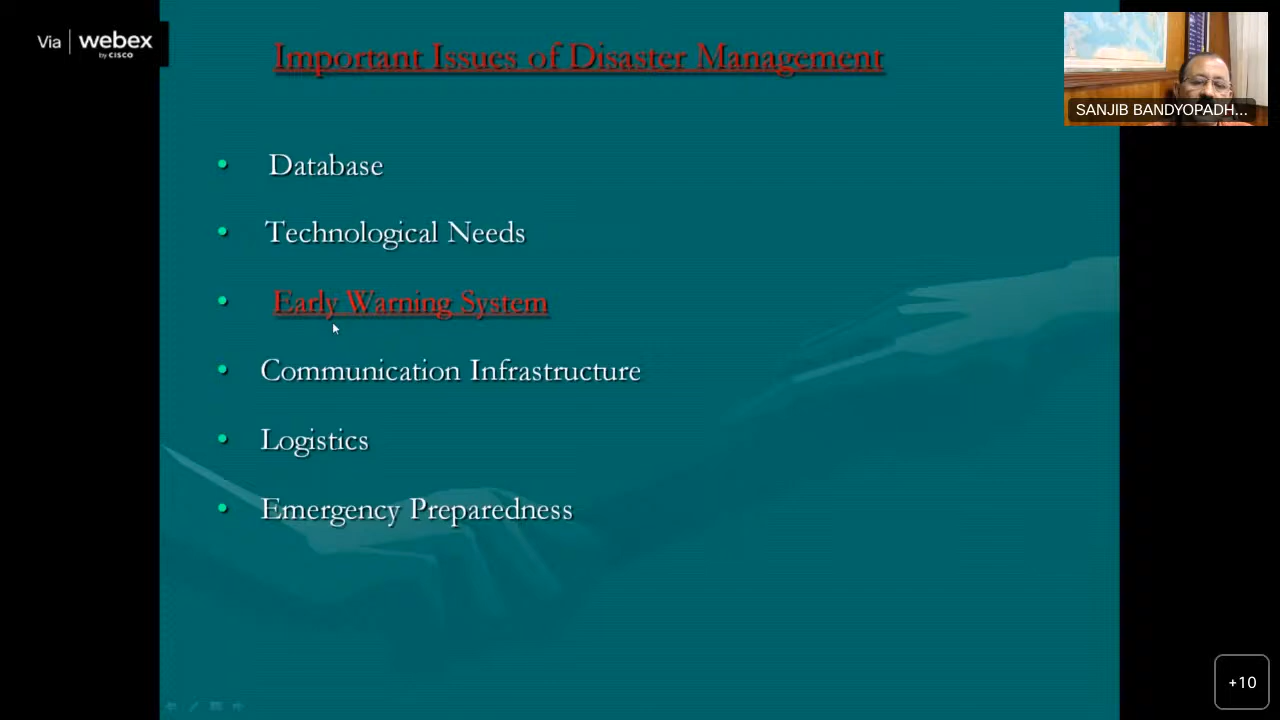 Via webex
by CISCO
Important Issues of Disaster Management
SANJIB BANDYOPADH...
• Database
• Technological Needs
• Early Warning System
• Communication Infrastructure
• Logistics
• Emergency Preparedness
+10